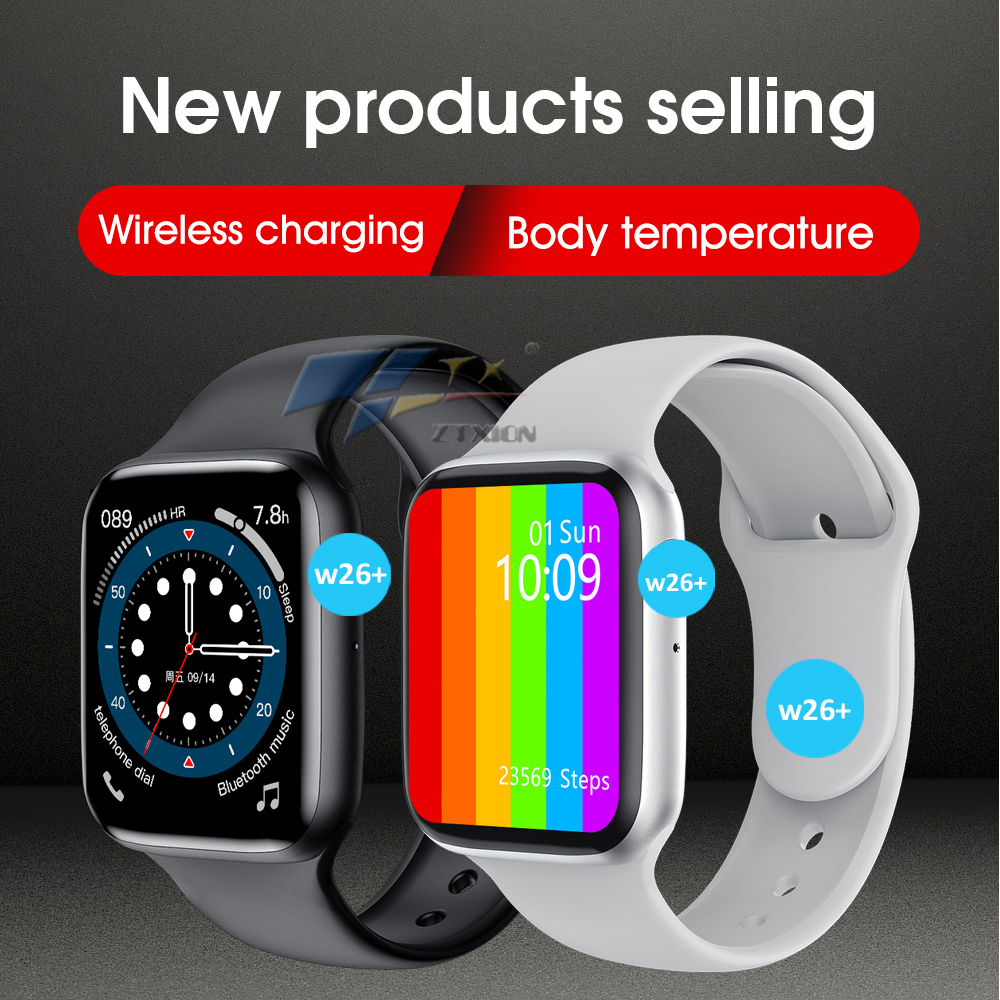 New products selling
Wireless charging
Body temperature
ZTXION
®
089
HR
7.8h
Sleep
50
10
周五 09/14
40
20
telephone dial
Bluetooth music
w26+
01 Sun
10:09
23569 Steps
w26+
w26+